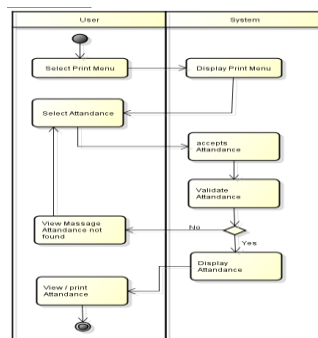 User
System
Select Print Menu
Display Print Menu
Select Attandance
accepts
Attandance
Validate
Attandance
No
Yes
View Massage
Attandance not
found
Display
Attandance
View / print
Attandance